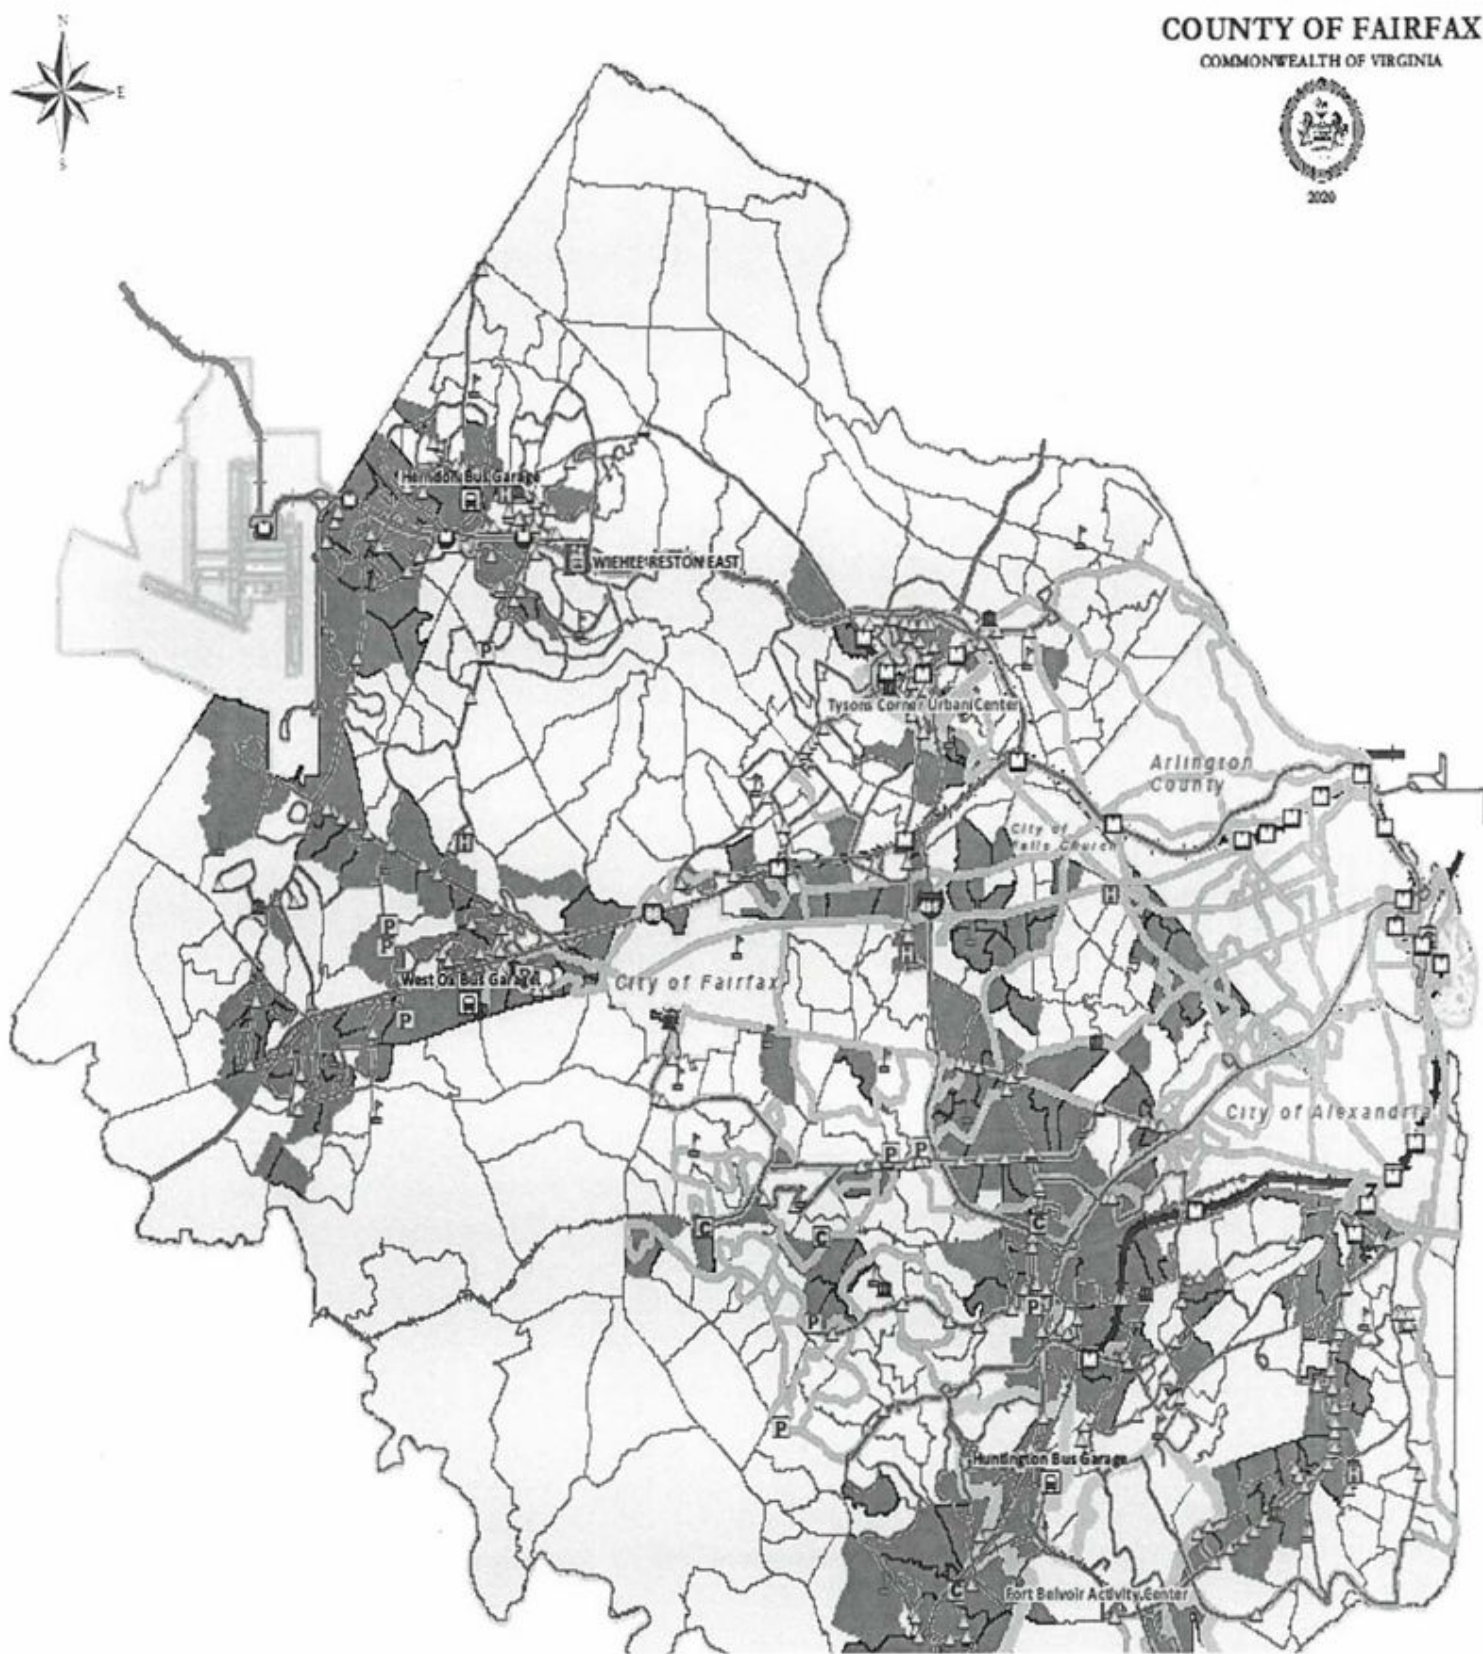 N
COUNTY OF FAIRFAX
COMMONWEALTH OF VIRGINIA
E
S
2020
Herndon Bus Garage
H
WIEHLE RESTON EAST
P
Tysons Corner Urban Center
Arlington
County
City of
Falls Church
H
H
P
P
H
West Ox Bus Garage
City of Fairfax
P
City of Alexandria
P
P
C
C
C
P
P
P
Huntington Bus Garage
H
C
Fort Belvoir Activity Center